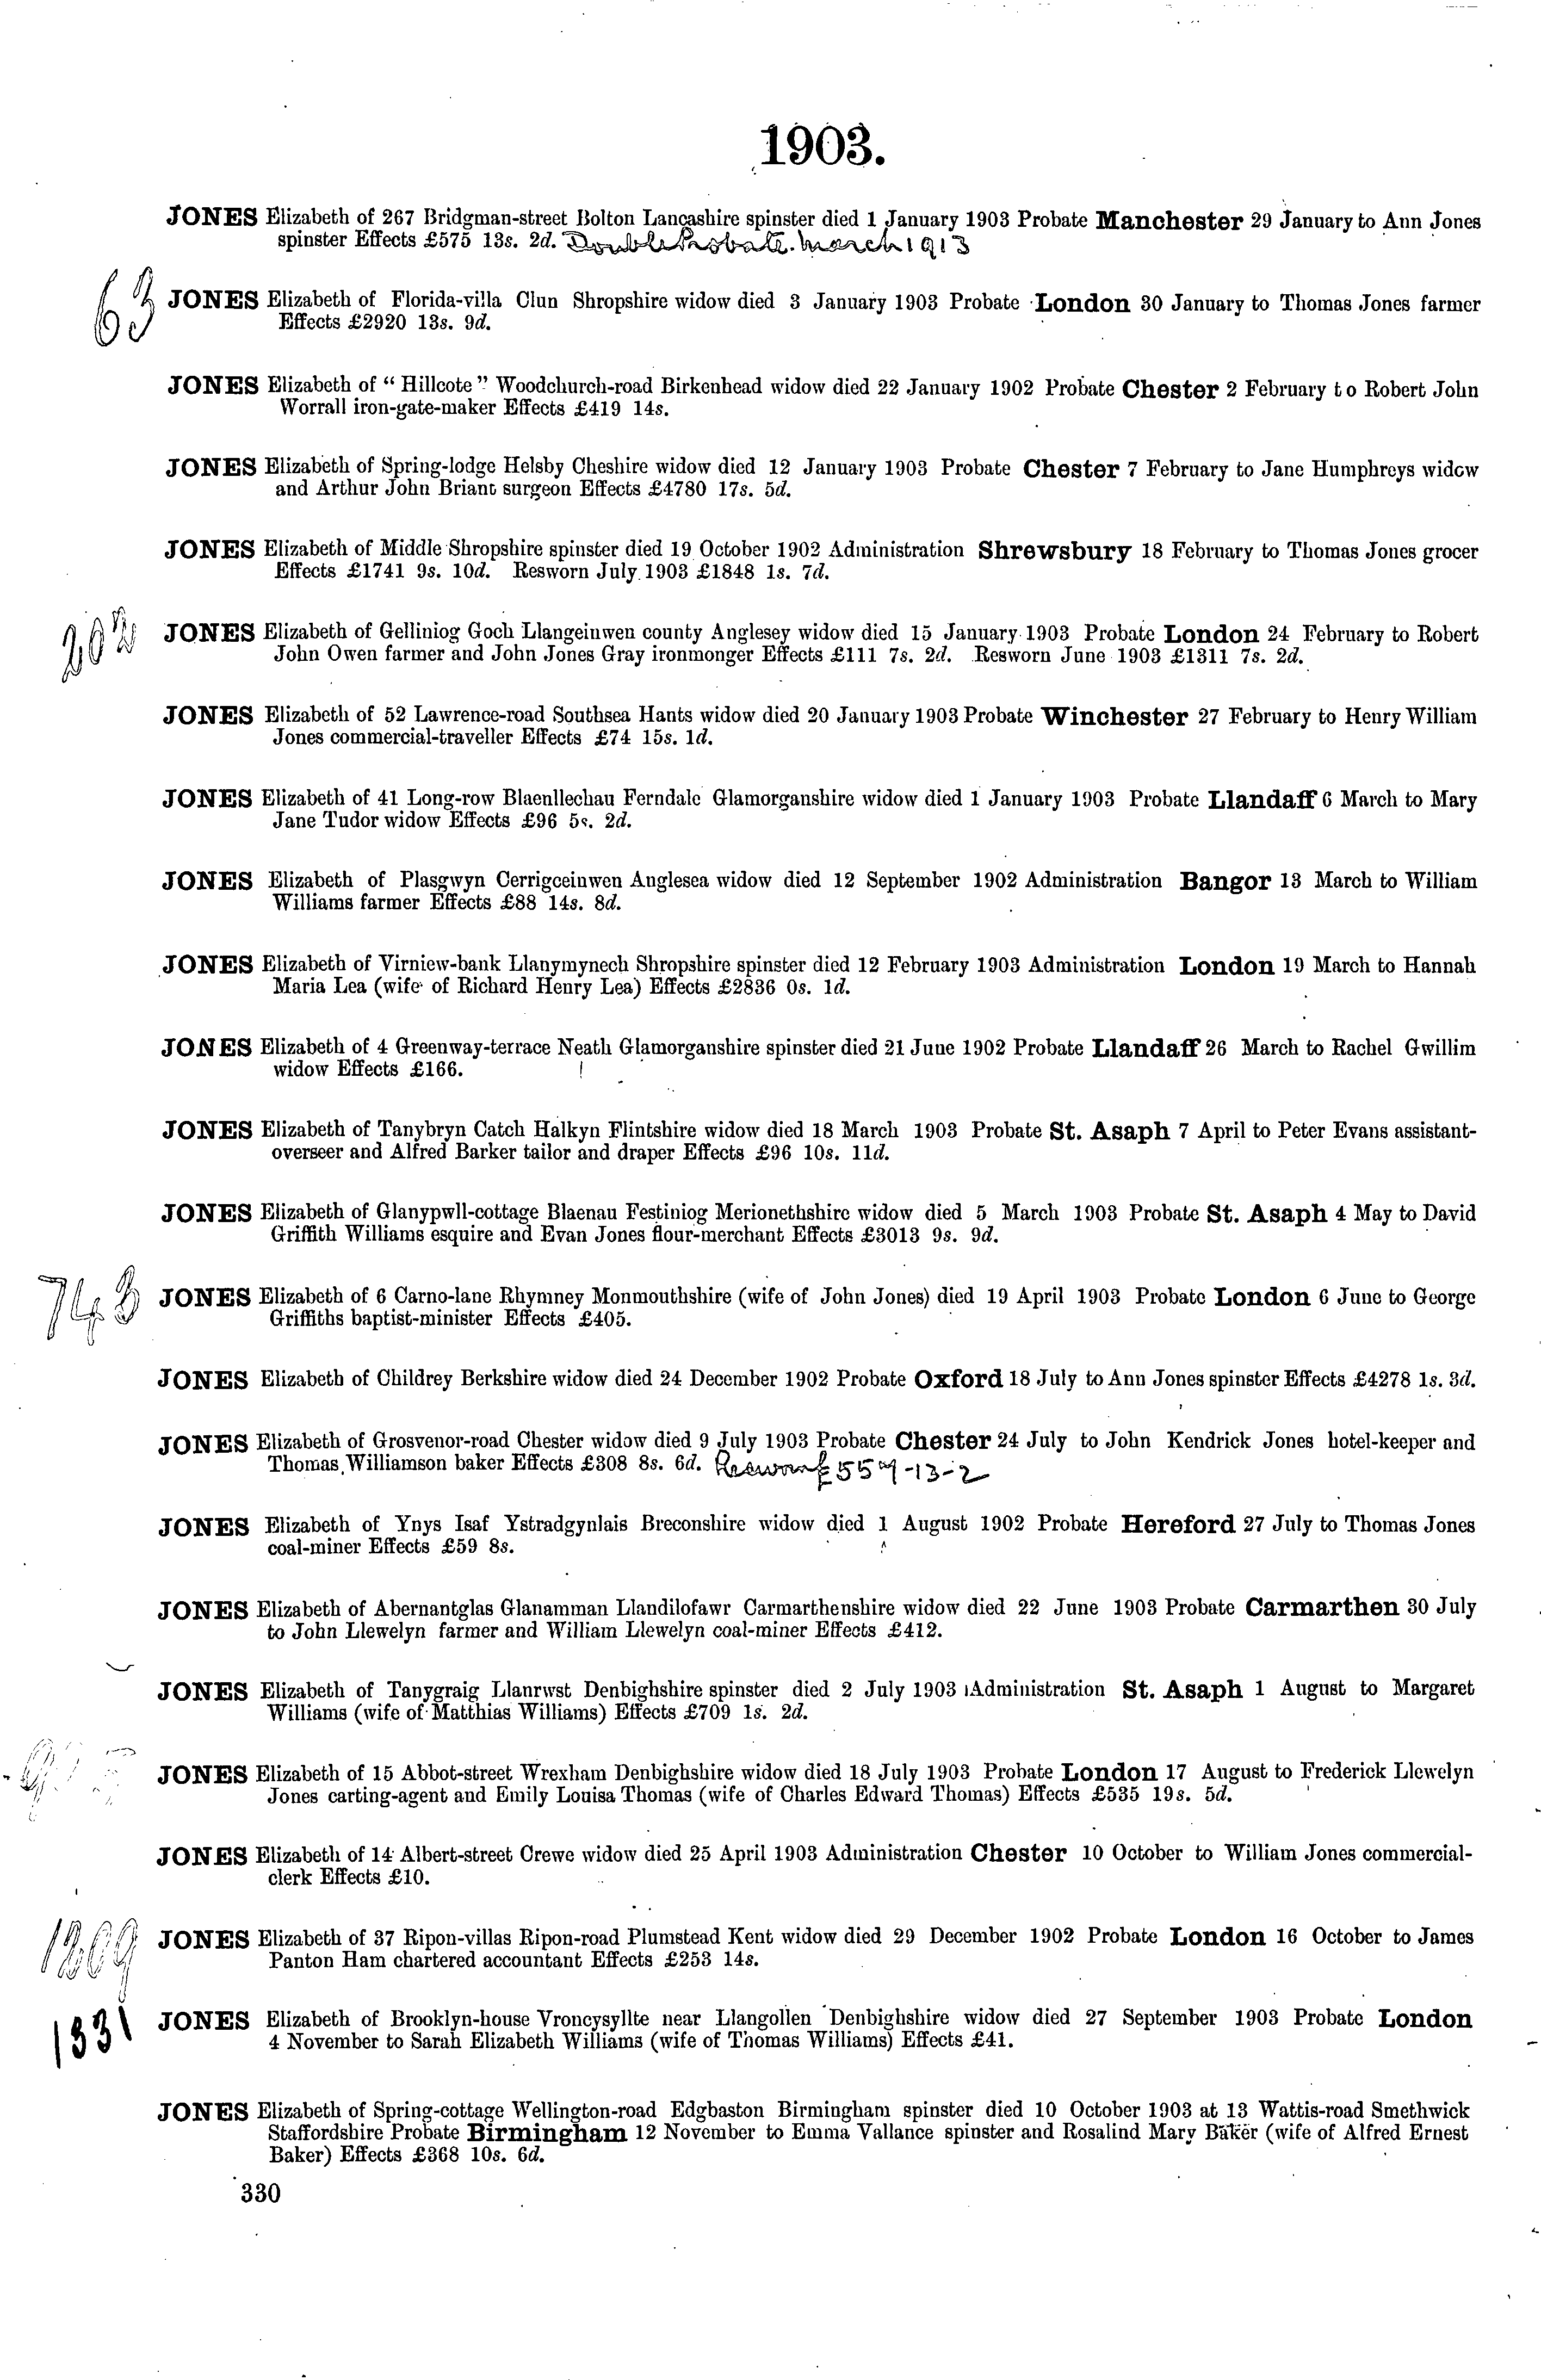 1903.
JONES Elizabeth of 267 Bridgman-street Bolton Lancashire spinster died 1 January 1903 Probate Manchester 29 January to Ann Jones
spinster Effects £575 13s. 2d. Double Probate. March 1913
63
JONES Elizabeth of Florida-villa Clun Shropshire widow died 3 January 1903 Probate London 30 January to Thomas Jones farmer
Effects £2920 13s. 9d.
JONES Elizabeth of "Hillcote" Woodchurch-road Birkenhead widow died 22 January 1902 Probate Chester 2 February to Robert John
Worrall iron-gate-maker Effects £419 14s.
JONES Elizabeth of Spring-lodge Helsby Cheshire widow died 12 January 1903 Probate Chester 7 February to Jane Humphreys widow
and Arthur John Briant surgeon Effects £4780 17s. 5d.
JONES Elizabeth of Middle Shropshire spinster died 19 October 1902 Administration Shrewsbury 18 February to Thomas Jones grocer
Effects £1741 9s. 10d. Resworn July 1903 £1848 1s. 7d.
202
JONES Elizabeth of Gelliniog Goch Llangeinwen county Anglesey widow died 15 January 1903 Probate London 24 February to Robert
John Owen farmer and John Jones Gray ironmonger Effects £111 7s. 2d. Resworn June 1903 £1311 7s. 2d.
JONES Elizabeth of 52 Lawrence-road Southsea Hants widow died 20 January 1903 Probate Winchester 27 February to Henry William
Jones commercial-traveller Effects £74 15s. 1d.
JONES Elizabeth of 41 Long-row Blaenllechau Ferndale Glamorganshire widow died 1 January 1903 Probate Llandaff 6 March to Mary
Jane Tudor widow Effects £96 5s. 2d.
JONES Elizabeth of Plasgwyn Cerrigceinwen Anglesea widow died 12 September 1902 Administration Bangor 13 March to William
Williams farmer Effects £88 14s. 8d.
JONES Elizabeth of Virniew-bank Llanymynech Shropshire spinster died 12 February 1903 Administration London 19 March to Hannah
Maria Lea (wife of Richard Henry Lea) Effects £2836 0s. 1d.
JONES Elizabeth of 4 Greenway-terrace Neath Glamorganshire spinster died 21 June 1902 Probate Llandaff 26 March to Rachel Gwillim
widow Effects £166.
JONES Elizabeth of Tanybryn Catch Halkyn Flintshire widow died 18 March 1903 Probate St. Asaph 7 April to Peter Evans assistant-
overseer and Alfred Barker tailor and draper Effects £96 10s. 11d.
JONES Elizabeth of Glanypwll-cottage Blaenau Festiniog Merionethshire widow died 5 March 1903 Probate St. Asaph 4 May to David
Griffith Williams esquire and Evan Jones flour-merchant Effects £3013 9s. 9d.
743
JONES Elizabeth of 6 Carno-lane Rhymney Monmouthshire (wife of John Jones) died 19 April 1903 Probate London 6 June to George
Griffiths baptist-minister Effects £405.
JONES Elizabeth of Childrey Berkshire widow died 24 December 1902 Probate Oxford 18 July to Ann Jones spinster Effects £4278 1s. 3d.
JONES Elizabeth of Grosvenor-road Chester widow died 9 July 1903 Probate Chester 24 July to John Kendrick Jones hotel-keeper and
Thomas Williamson baker Effects £308 8s. 6d. Resworn £557-13-2
JONES Elizabeth of Ynys Isaf Ystradgynlais Breconshire widow died 1 August 1902 Probate Hereford 27 July to Thomas Jones
coal-miner Effects £59 8s.
JONES Elizabeth of Abernantglas Glanamman Llandilofawr Carmarthenshire widow died 22 June 1903 Probate Carmarthen 30 July
to John Llewelyn farmer and William Llewelyn coal-miner Effects £412.
JONES Elizabeth of Tanygraig Llanrwst Denbighshire spinster died 2 July 1903 Administration St. Asaph 1 August to Margaret
Williams (wife of Matthias Williams) Effects £709 1s. 2d.
JONES Elizabeth of 15 Abbot-street Wrexham Denbighshire widow died 18 July 1903 Probate London 17 August to Frederick Llewelyn
Jones carting-agent and Emily Louisa Thomas (wife of Charles Edward Thomas) Effects £535 19s. 5d.
JONES Elizabeth of 14 Albert-street Crewe widow died 25 April 1903 Administration Chester 10 October to William Jones commercial-
clerk Effects £10.
1209
JONES Elizabeth of 37 Ripon-villas Ripon-road Plumstead Kent widow died 29 December 1902 Probate London 16 October to James
Panton Ham chartered accountant Effects £253 14s.
1331
JONES Elizabeth of Brooklyn-house Vroncysyllte near Llangollen Denbighshire widow died 27 September 1903 Probate London
4 November to Sarah Elizabeth Williams (wife of Thomas Williams) Effects £41.
JONES Elizabeth of Spring-cottage Wellington-road Edgbaston Birmingham spinster died 10 October 1903 at 13 Wattis-road Smethwick
Staffordshire Probate Birmingham 12 November to Emma Vallance spinster and Rosalind Mary Baker (wife of Alfred Ernest
Baker) Effects £368 10s. 6d.
330